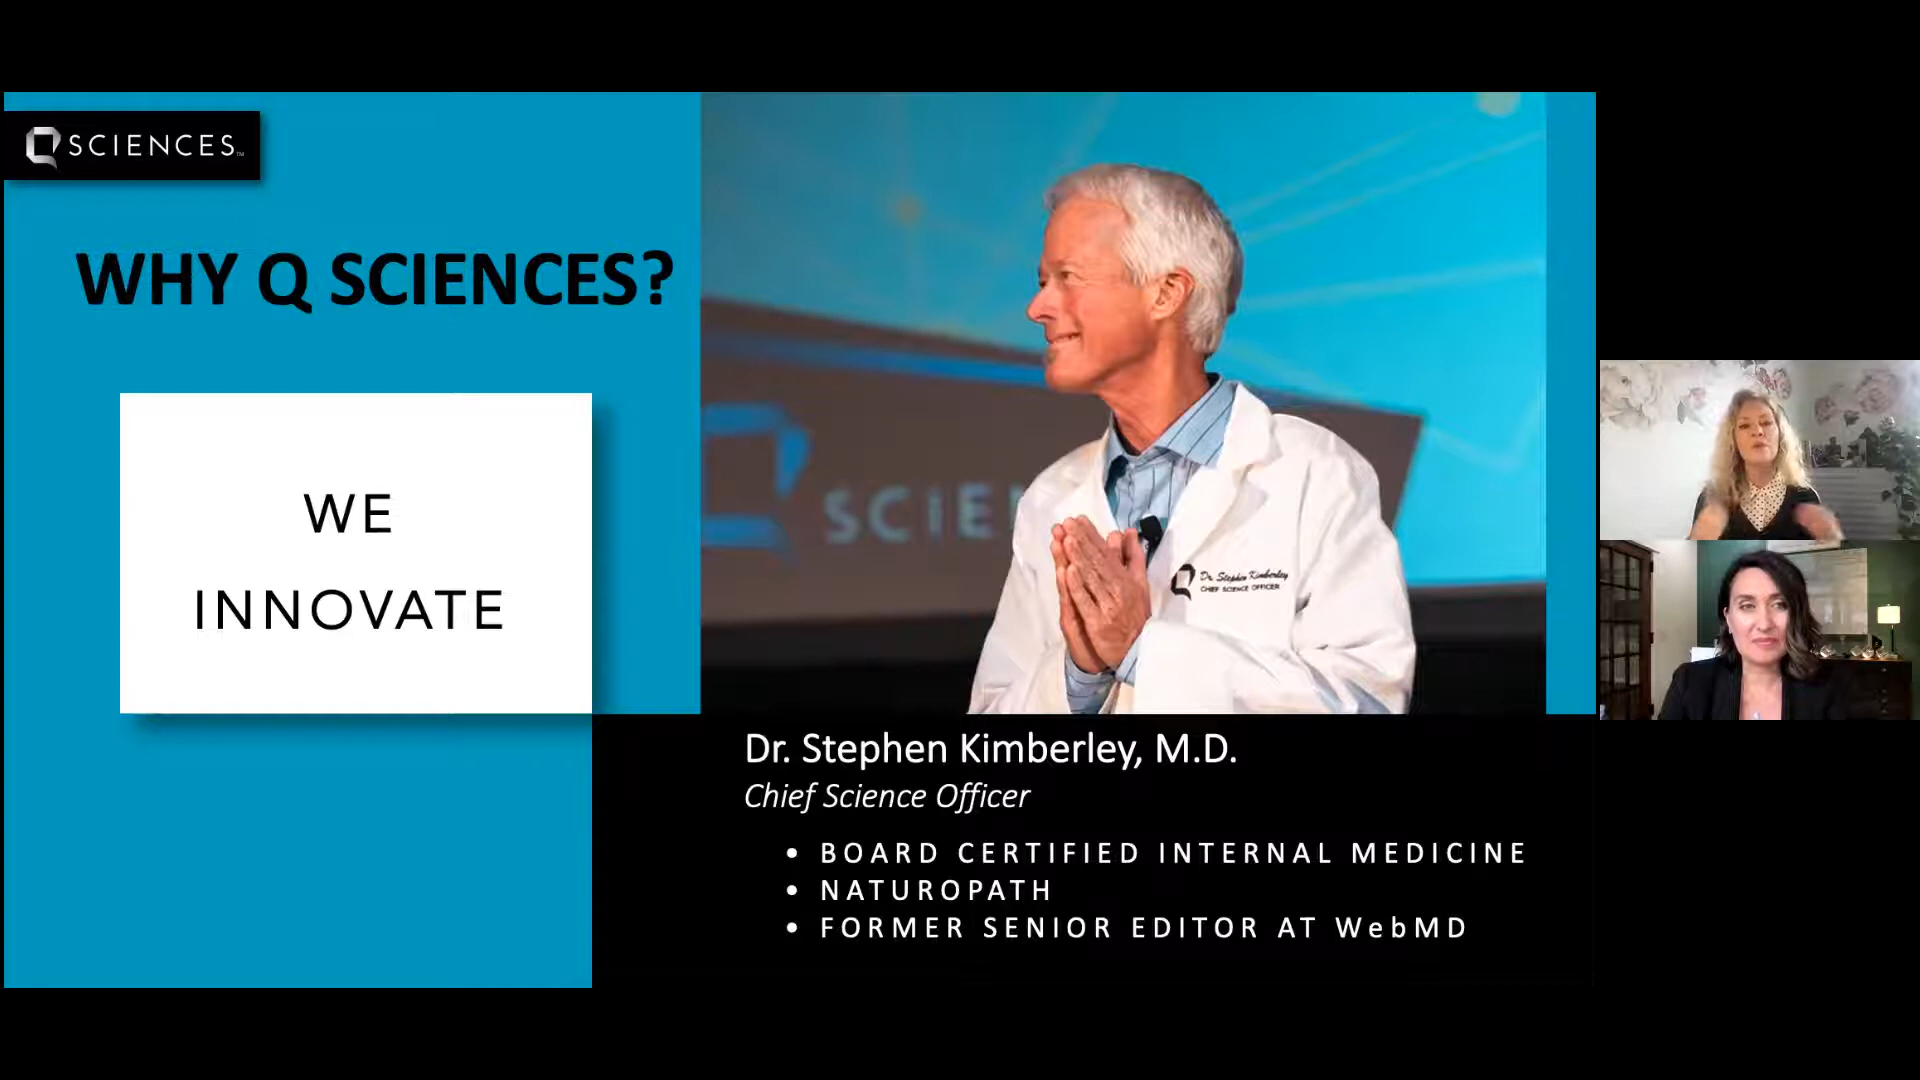 Q SCIENCES™
WHY Q SCIENCES?
WE
INNOVATE
SCIE
Dr. Stephen Kimberley
CHIEF SCIENCE OFFICER
Dr. Stephen Kimberley, M.D.
Chief Science Officer
• BOARD CERTIFIED INTERNAL MEDICINE
• NATUROPATH
• FORMER SENIOR EDITOR AT WebMD